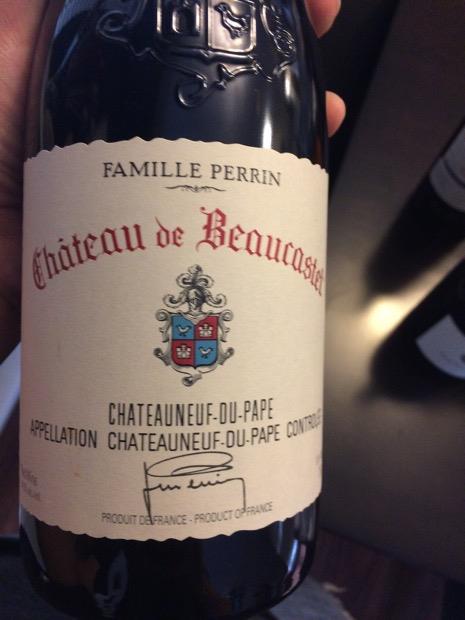 FAMILLE PERRIN
Château de Beaucastel
CHATEAUNEUF-DU-PAPE
APPELLATION CHATEAUNEUF-DU-PAPE CONTROLÉE
PRODUIT DE FRANCE - PRODUCT OF FRANCE